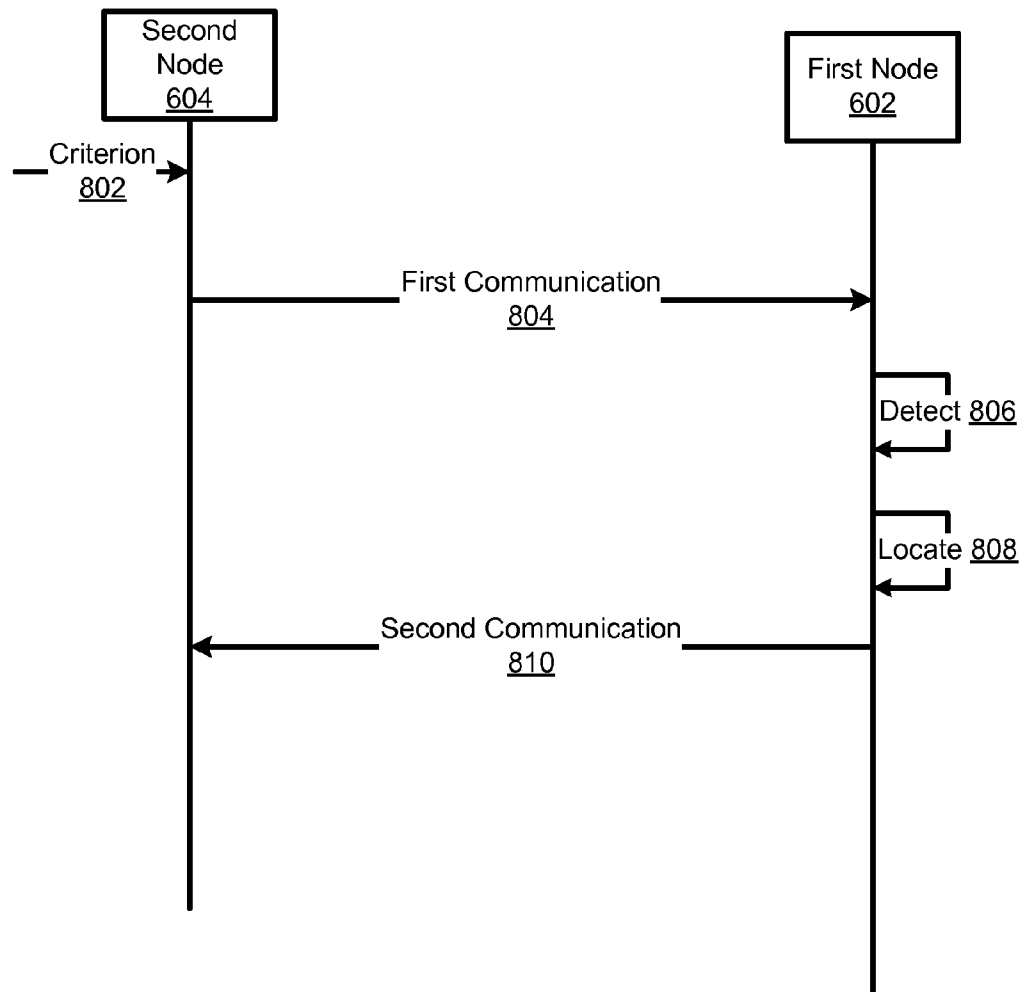 Second
Node
604
First Node
602
Criterion
802
First Communication
804
Detect 806
Locate 808
Second Communication
810